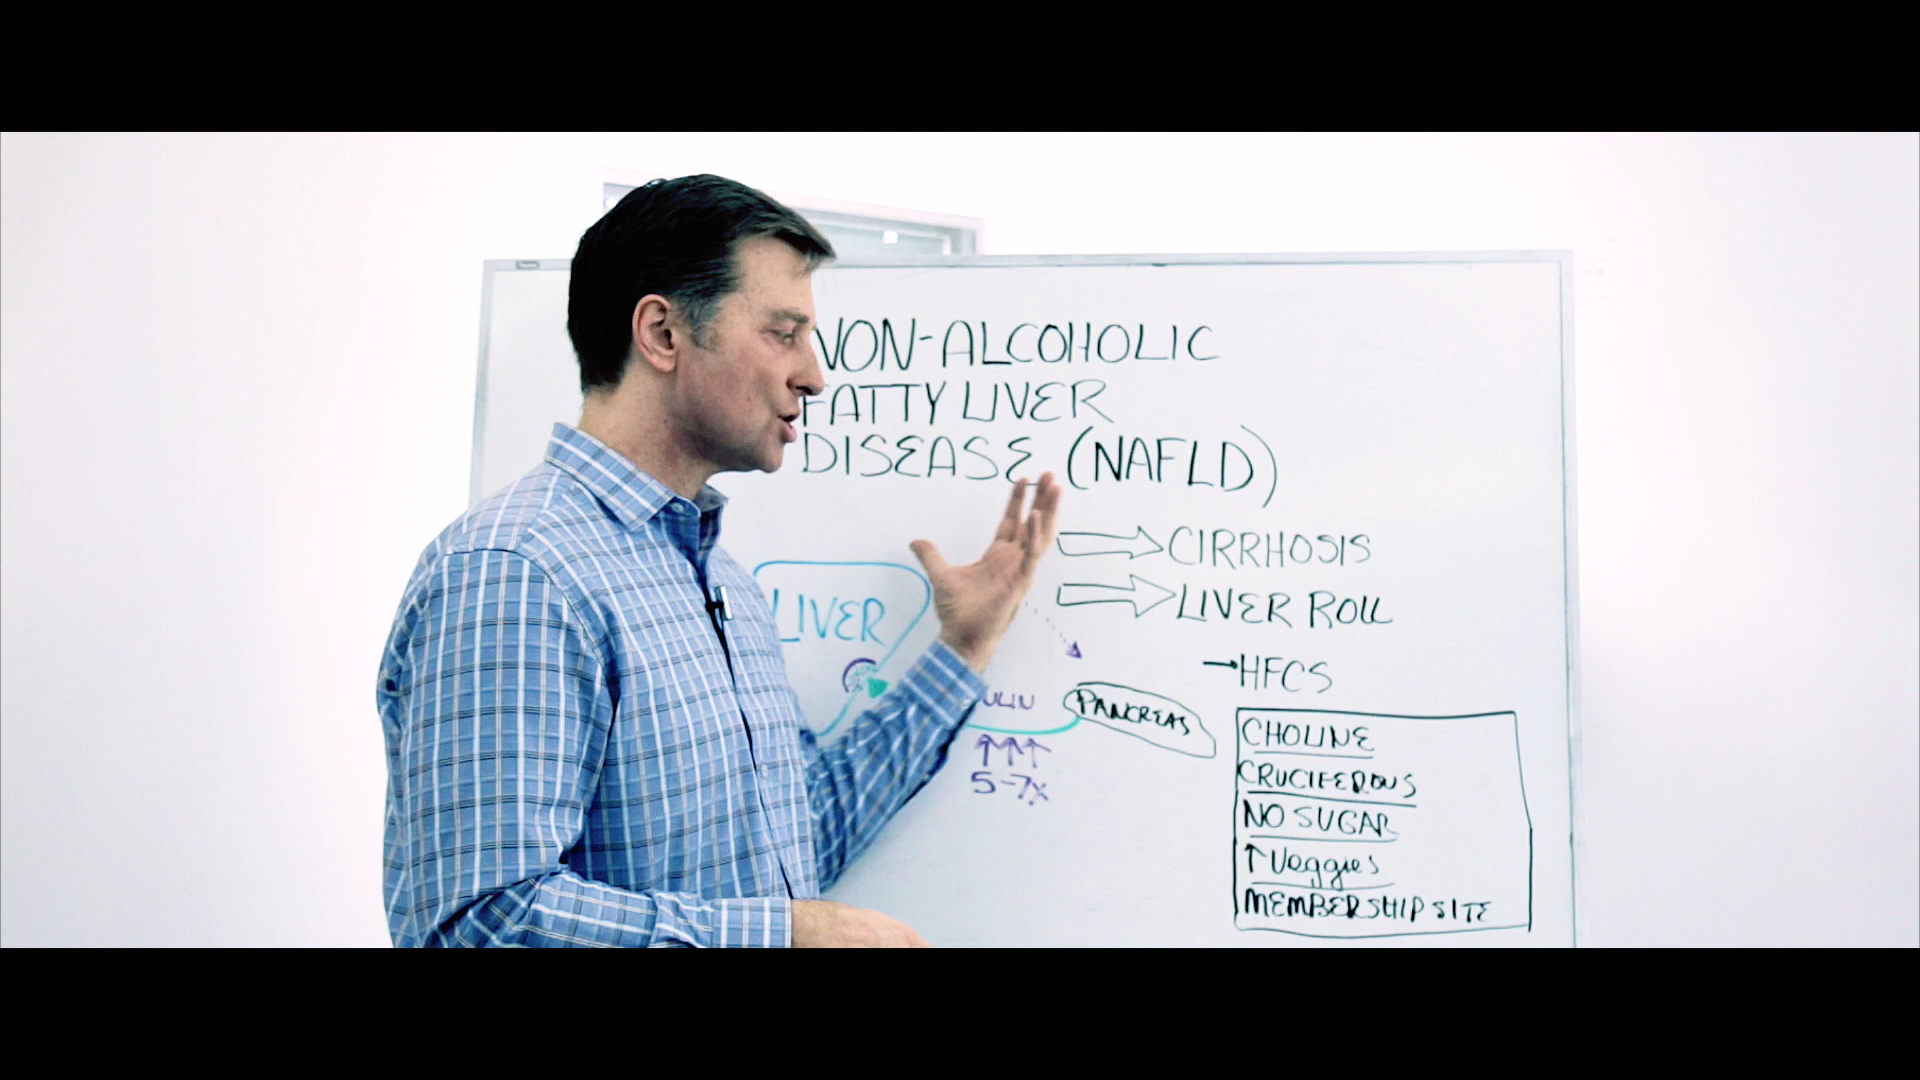 NON-ALCOHOLIC
FATTY LIVER
DISEASE (NAFLD)
CIRRHOSIS
LIVER
LIVER ROLL
HFCS
ULIN
PANCREAS
5-7X
CHOLINE
CRUCIFEROUS
NO SUGAR
↑Veggies
MEMBERSHIP SITE